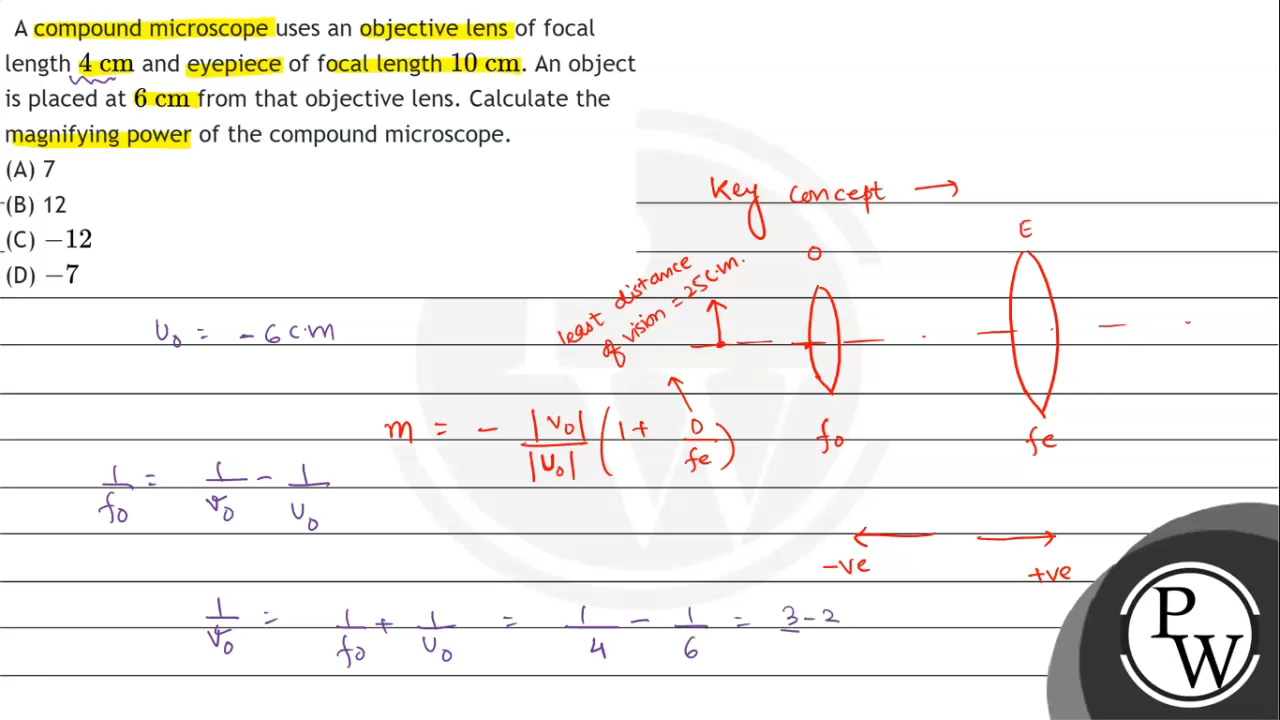 A compound microscope uses an objective lens of focal
length 4 cm and eyepiece of focal length 10 cm. An object
is placed at 6 cm from that objective lens. Calculate the
magnifying power of the compound microscope.
(A) 7
(B) 12
(C) −12
(D) −7
Key concept →
O
E
least distance
of vision = 25 c.m.
U₀ = - 6 c.m
m = - |v₀|/|U₀| (1 + D/fe)
fo
fe
1/f₀ = 1/v₀ - 1/U₀
-ve
+ve
1/v₀ = 1/f₀ + 1/U₀ = 1/4 - 1/6 = 3-2
P
W